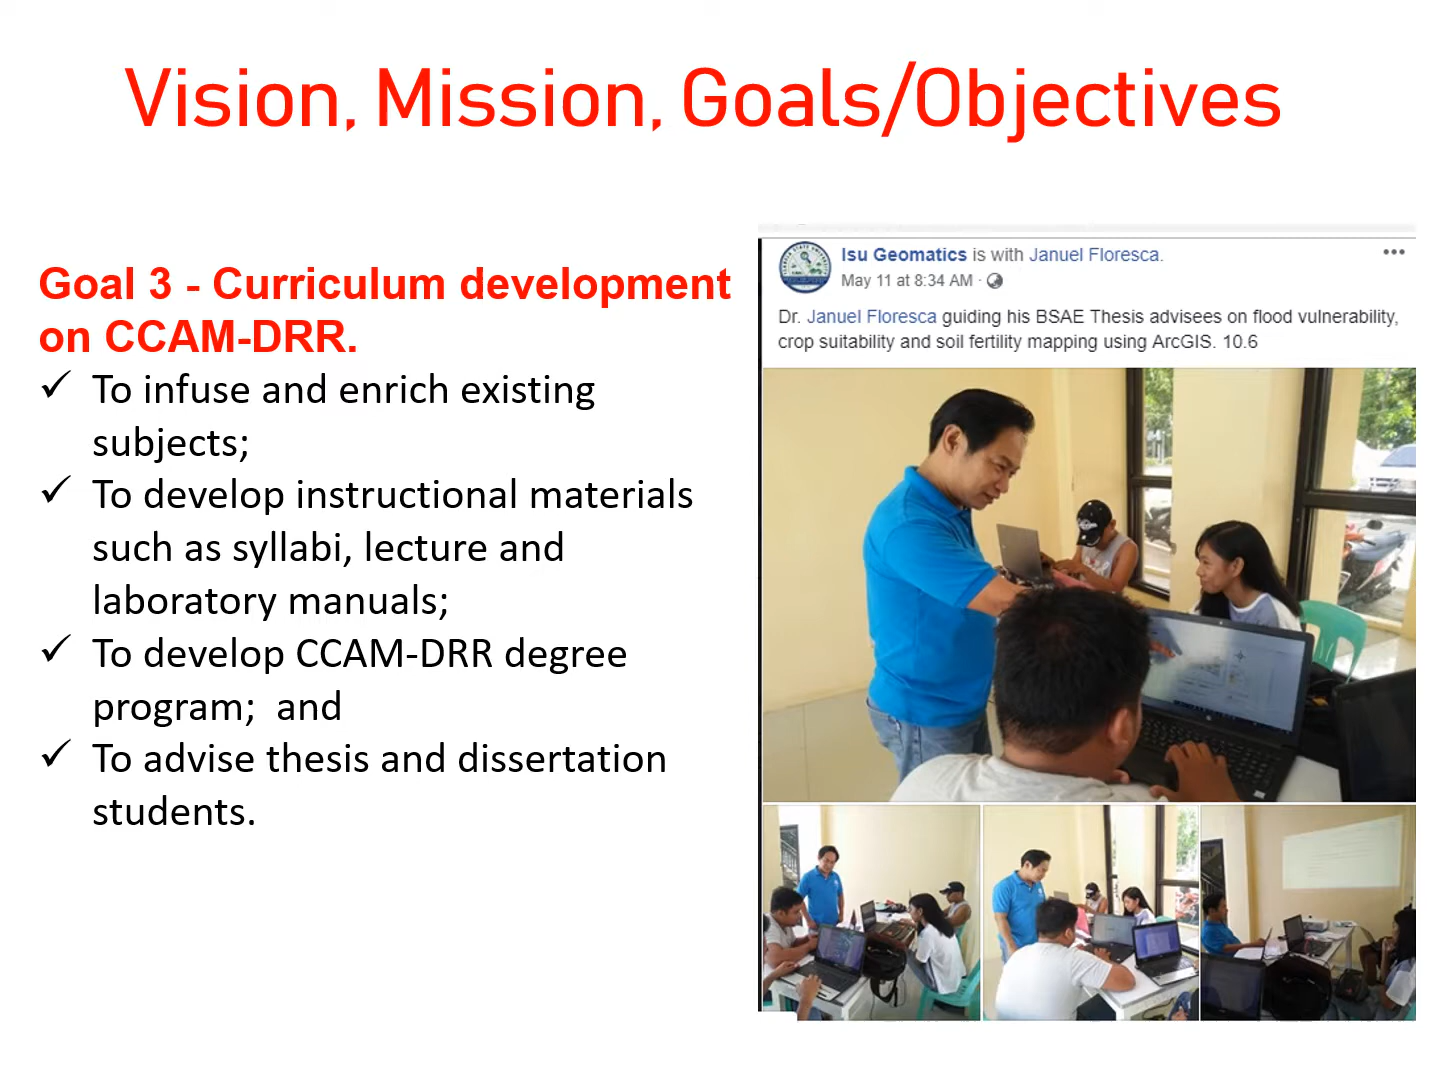 Vision, Mission, Goals/Objectives
Goal 3 - Curriculum development
on CCAM-DRR.
✓ To infuse and enrich existing
subjects;
✓ To develop instructional materials
such as syllabi, lecture and
laboratory manuals;
✓ To develop CCAM-DRR degree
program;  and
✓ To advise thesis and dissertation
students.
Isu Geomatics is with Januel Floresca.
May 11 at 8:34 AM ·
Dr. Januel Floresca guiding his BSAE Thesis advisees on flood vulnerability,
crop suitability and soil fertility mapping using ArcGIS. 10.6